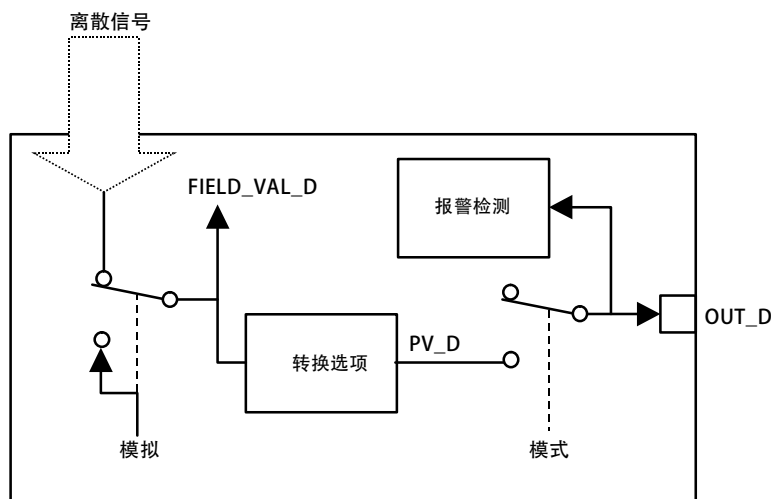 离散信号
FIELD_VAL_D
报警检测
OUT_D
转换选项
PV_D
模拟
模式